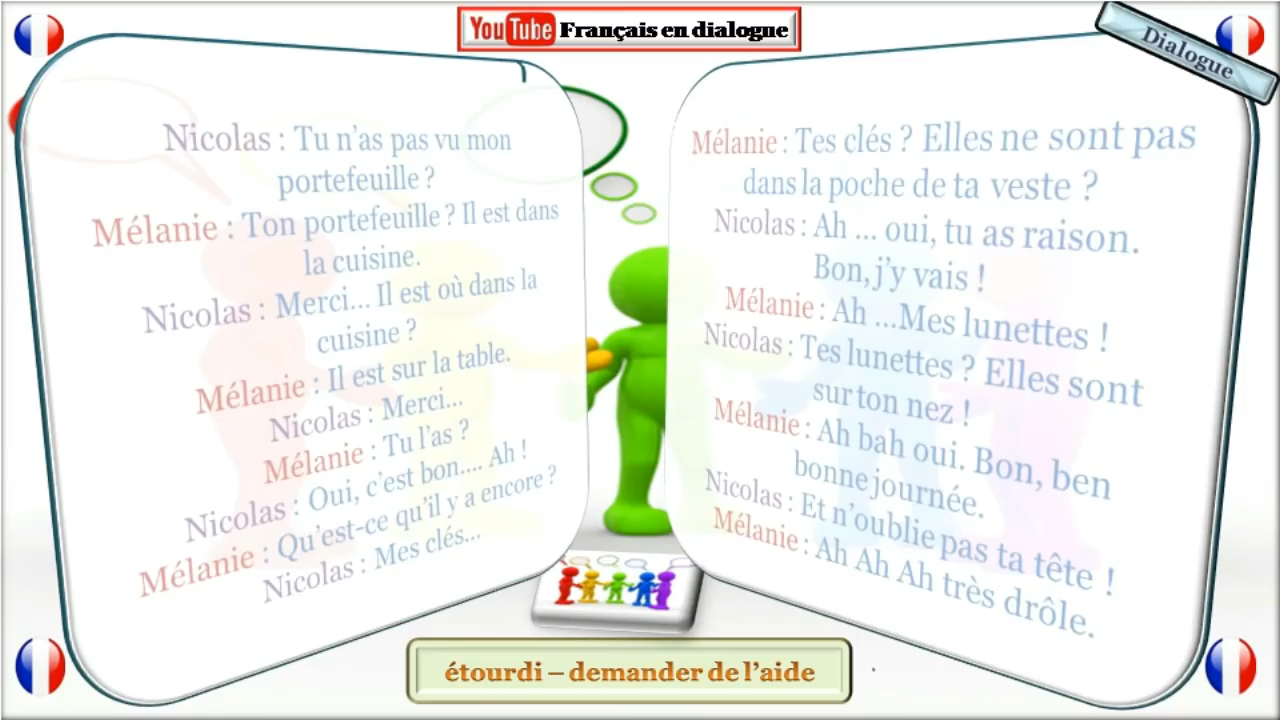 YouTube Français en dialogue
Dialogue
Nicolas : Tu n'as pas vu mon
portefeuille ?
Mélanie : Ton portefeuille ? Il est dans
la cuisine.
Nicolas : Merci... Il est où dans la
cuisine ?
Mélanie : Il est sur la table.
Nicolas : Merci...
Mélanie : Tu l'as ?
Nicolas : Oui, c'est bon.... Ah !
Mélanie : Qu'est-ce qu'il y a encore ?
Nicolas : Mes clés...
Mélanie : Tes clés ? Elles ne sont pas
dans la poche de ta veste ?
Nicolas : Ah ... oui, tu as raison.
Bon, j'y vais !
Mélanie : Ah ...Mes lunettes !
Nicolas : Tes lunettes ? Elles sont
sur ton nez !
Mélanie : Ah bah oui. Bon, ben
bonne journée.
Nicolas : Et n'oublie pas ta tête !
Mélanie : Ah Ah Ah très drôle.
étourdi – demander de l'aide